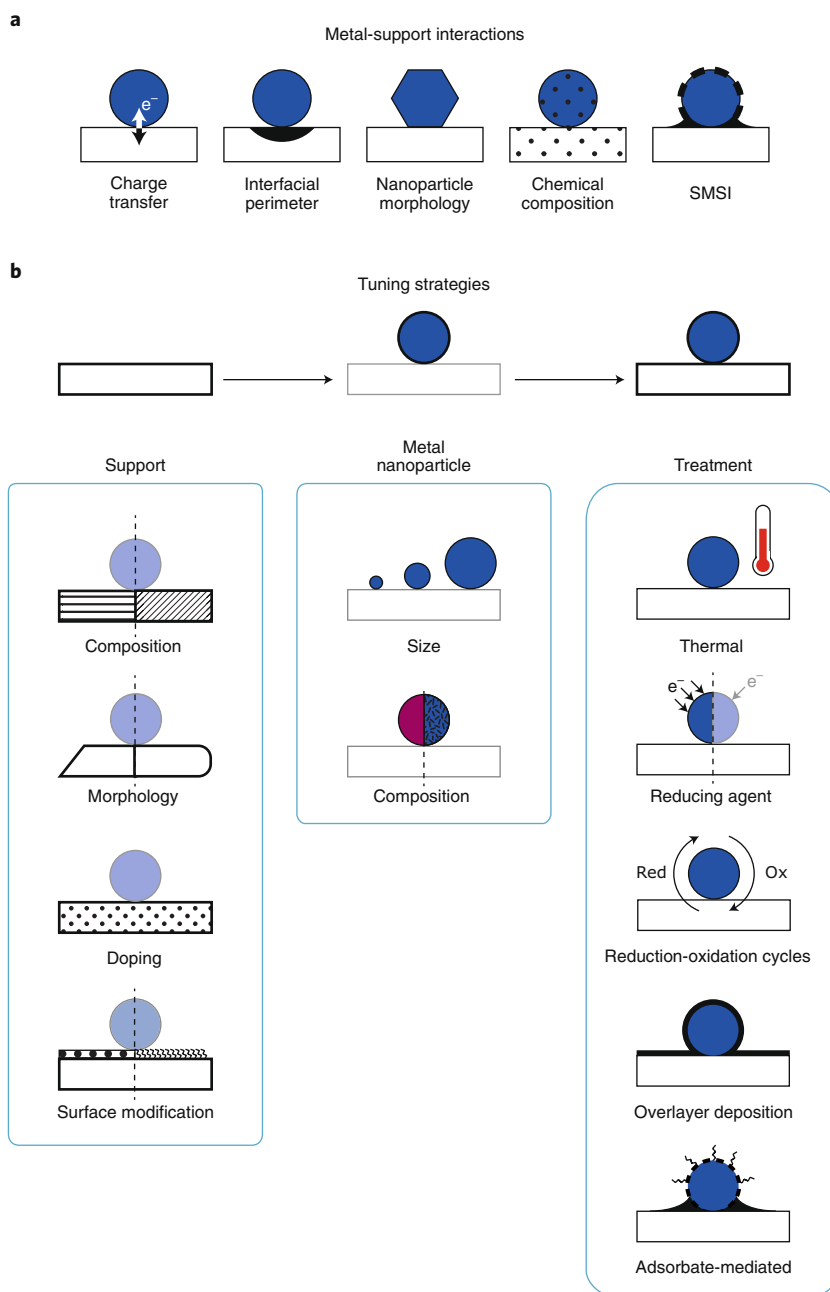 a
Metal-support interactions
e–
Charge
transfer
Interfacial
perimeter
Nanoparticle
morphology
Chemical
composition
SMSI
b
Tuning strategies
Support
Metal
nanoparticle
Treatment
Composition
Morphology
Doping
Surface modification
Size
Composition
Thermal
e–
e–
Reducing agent
Red
Ox
Reduction-oxidation cycles
Overlayer deposition
Adsorbate-mediated